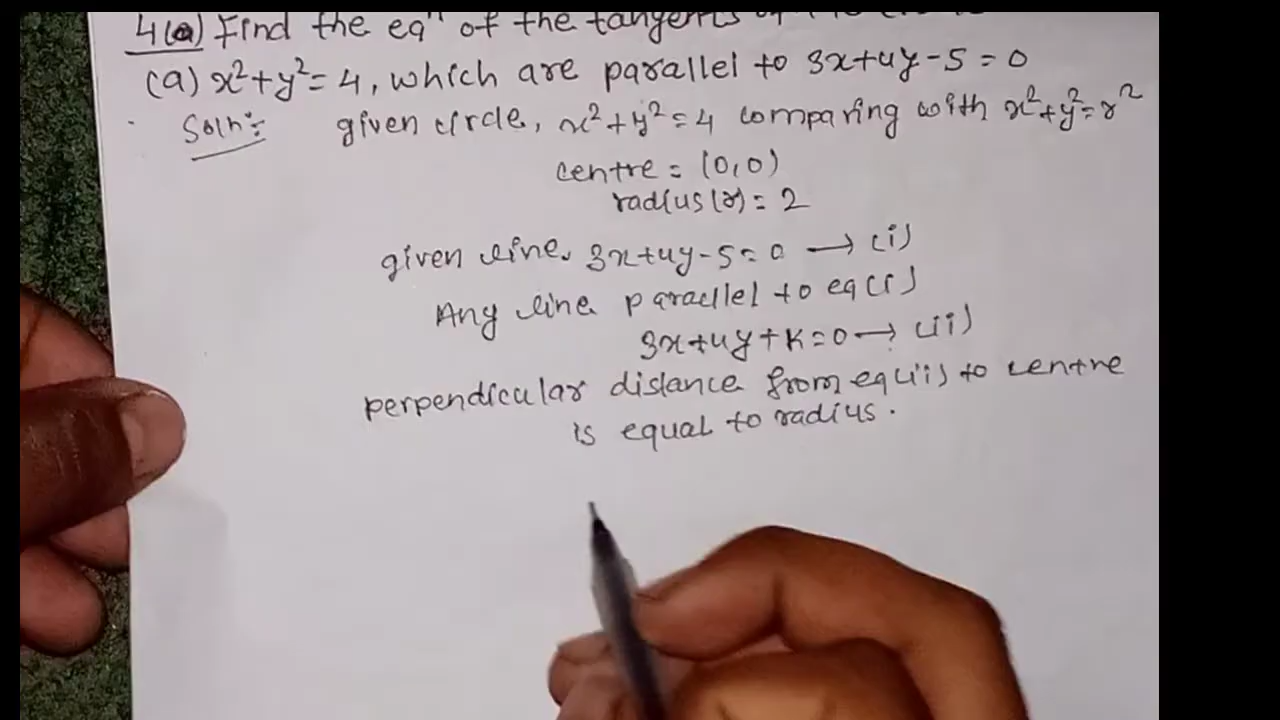 4(a) Find the eqn of the tangents of the circle
(a) x²+y²=4, which are parallel to 3x+4y-5=0
Soln:- given circle, x²+y²=4 comparing with x²+y²=r²
centre = (0,0)
radius(r)=2
given line, 3x+4y-5=0 → (i)
Any line parallel to eq(i)
3x+4y+k=0 → (ii)
perpendicular distance from eq(ii) to centre
is equal to radius.